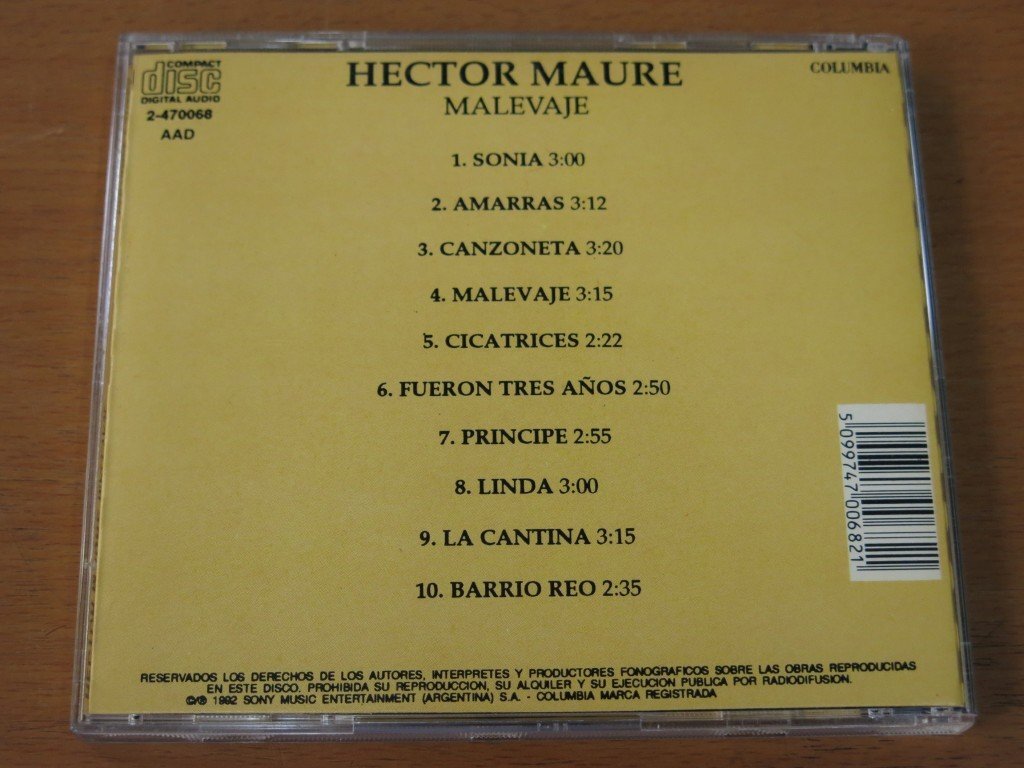 COMPACT
disc
DIGITAL AUDIO
2-470068
AAD
HECTOR MAURE
MALEVAJE
COLUMBIA
1. SONIA 3:00
2. AMARRAS 3:12
3. CANZONETA 3:20
4. MALEVAJE 3:15
5. CICATRICES 2:22
6. FUERON TRES AÑOS 2:50
7. PRINCIPE 2:55
8. LINDA 3:00
9. LA CANTINA 3:15
10. BARRIO REO 2:35
5099747006821
RESERVADOS LOS DERECHOS DE LOS AUTORES, INTERPRETES Y PRODUCTORES FONOGRAFICOS SOBRE LAS OBRAS REPRODUCIDAS
EN ESTE DISCO. PROHIBIDA SU REPRODUCCION, SU ALQUILER Y SU EJECUCION PUBLICA POR RADIODIFUSION.
©/℗ 1992 SONY MUSIC ENTERTAINMENT (ARGENTINA) S.A. - COLUMBIA MARCA REGISTRADA